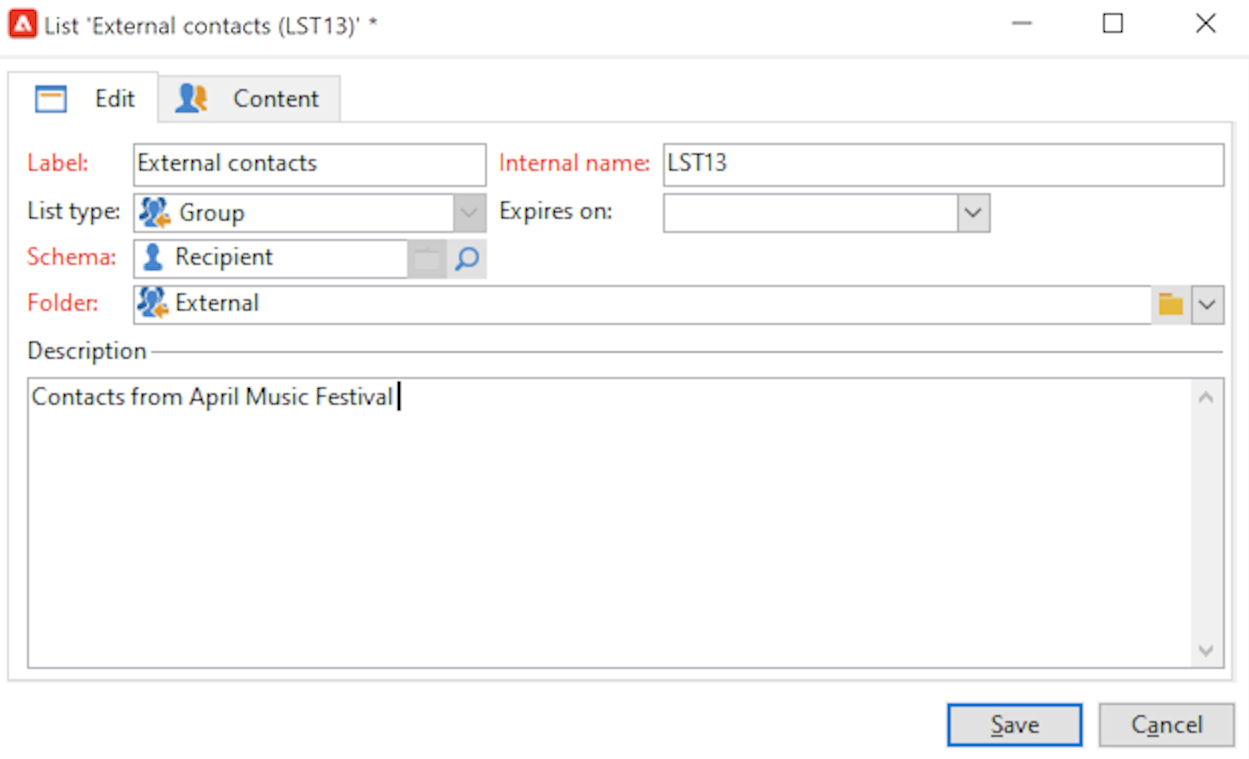 List 'External contacts (LST13)' *
Edit Content
Label: External contacts Internal name: LST13
List type: Group Expires on:
Schema: Recipient
Folder: External
Description
Contacts from April Music Festival
Save Cancel